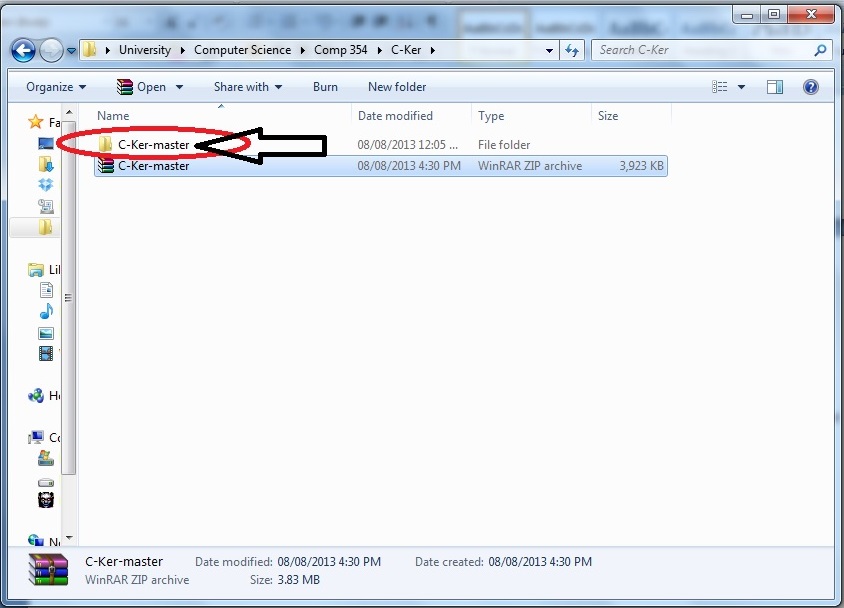 University Computer Science Comp 354 C-Ker Search C-Ker
Organize Open Share with Burn New folder
Name Date modified Type Size
Fa
C-Ker-master 08/08/2013 12:05 ... File folder
C-Ker-master 08/08/2013 4:30 PM WinRAR ZIP archive 3,923 KB
Lil
C-Ker-master Date modified: 08/08/2013 4:30 PM Date created: 08/08/2013 4:30 PM
WinRAR ZIP archive Size: 3.83 MB